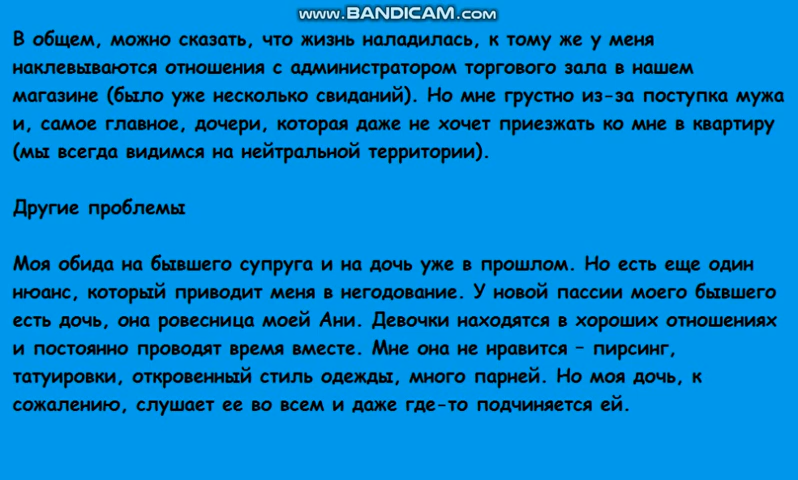 www.BANDICAM.com
В общем, можно сказать, что жизнь наладилась, к тому же у меня
наклевываются отношения с администратором торгового зала в нашем
магазине (было уже несколько свиданий). Но мне грустно из-за поступка мужа
и, самое главное, дочери, которая даже не хочет приезжать ко мне в квартиру
(мы всегда видимся на нейтральной территории).
Другие проблемы
Моя обида на бывшего супруга и на дочь уже в прошлом. Но есть еще один
нюанс, который приводит меня в негодование. У новой пассии моего бывшего
есть дочь, она ровесница моей Ани. Девочки находятся в хороших отношениях
и постоянно проводят время вместе. Мне она не нравится – пирсинг,
татуировки, откровенный стиль одежды, много парней. Но моя дочь, к
сожалению, слушает ее во всем и даже где-то подчиняется ей.